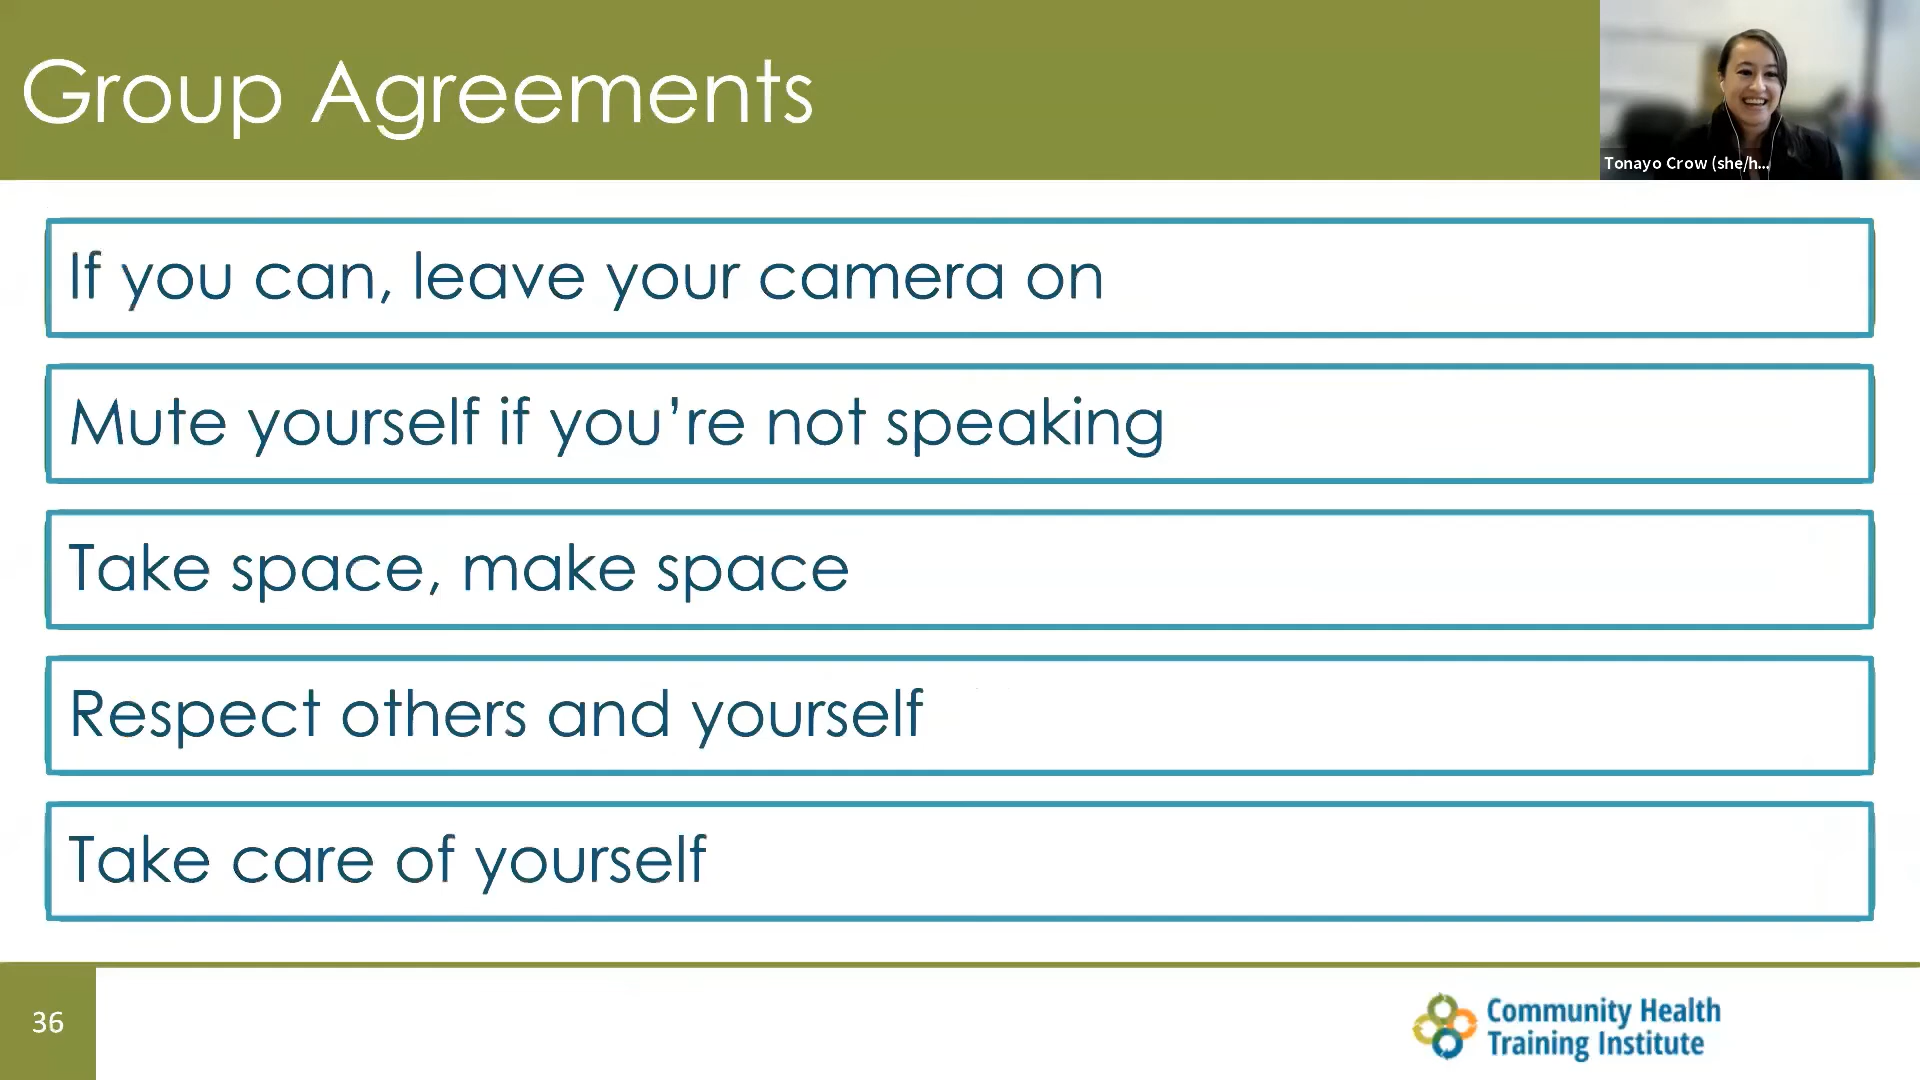 Group Agreements
Tonayo Crow (she/h...
If you can, leave your camera on
Mute yourself if you’re not speaking
Take space, make space
Respect others and yourself
Take care of yourself
36
Community Health
Training Institute